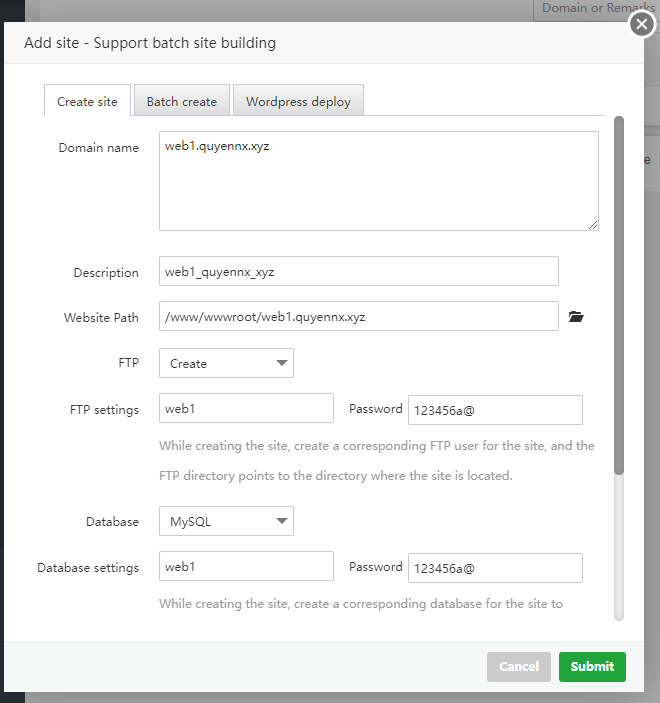 Domain or Remarks
Add site - Support batch site building
Create site
Batch create
Wordpress deploy
Domain name
web1.quyennx.xyz
Description
web1_quyennx_xyz
Website Path
/www/wwwroot/web1.quyennx.xyz
FTP
Create
FTP settings
web1
Password
123456a@
While creating the site, create a corresponding FTP user for the site, and the
FTP directory points to the directory where the site is located.
Database
MySQL
Database settings
web1
Password
123456a@
While creating the site, create a corresponding database for the site to
Cancel
Submit